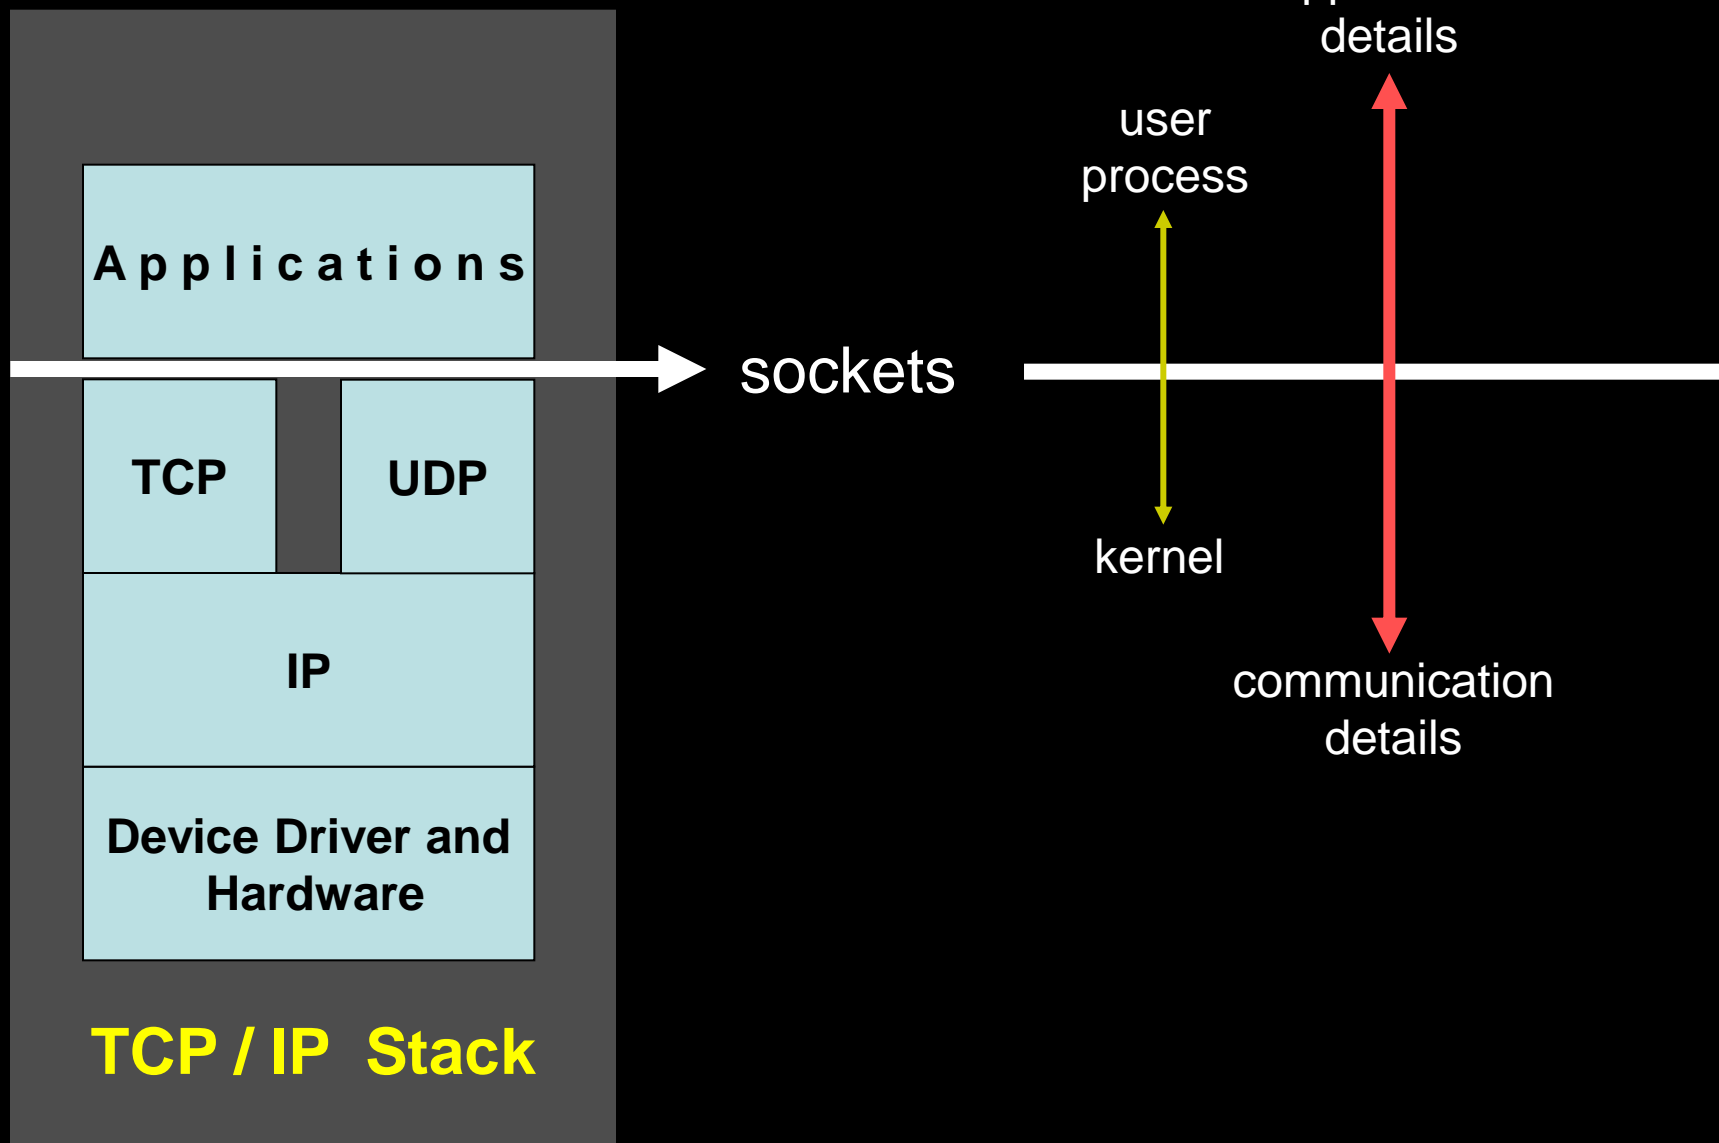 details
user
process
Applications
sockets
TCP
UDP
kernel
IP
communication
details
Device Driver and
Hardware
TCP / IP Stack